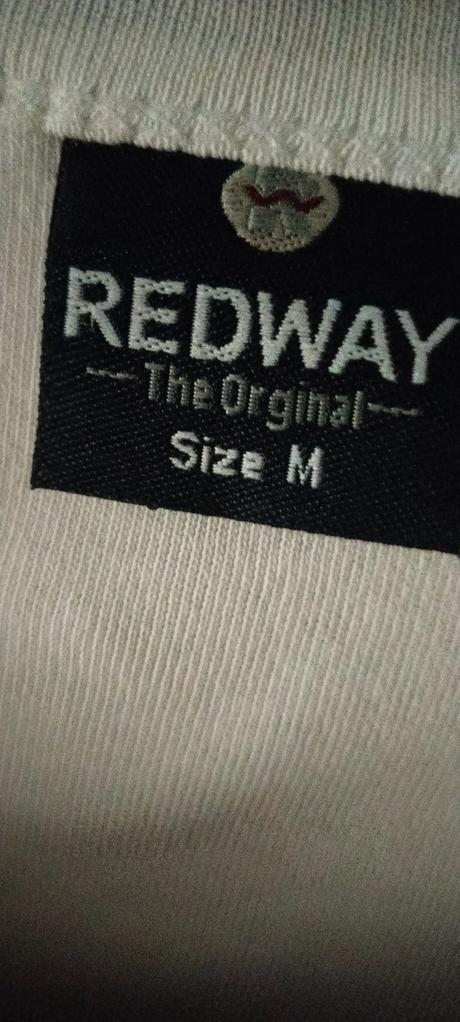 REDWAY
The Orginal
Size M